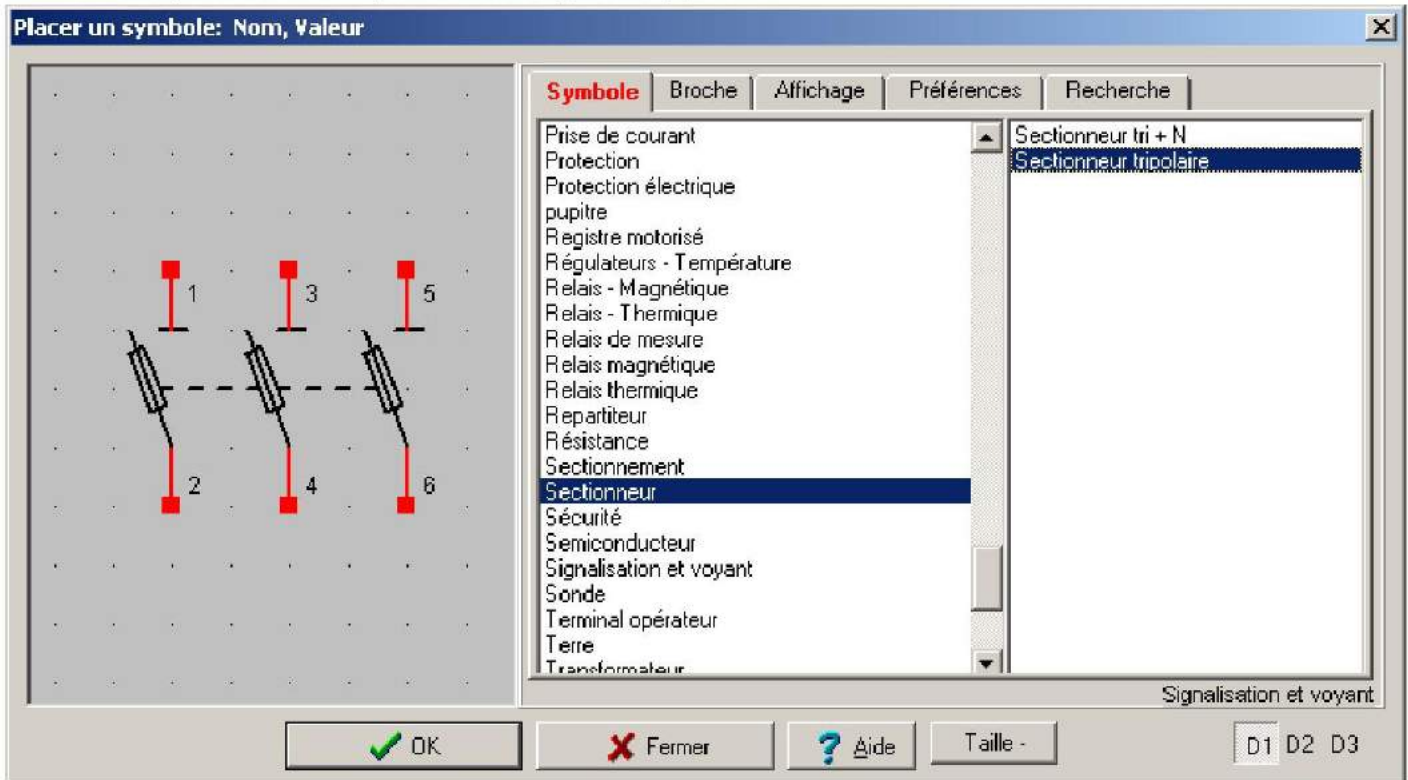 Placer un symbole: Nom, Valeur
Symbole Broche Affichage Préférences Recherche
1 3 5
2 4 6
Prise de courant
Protection
Protection électrique
pupitre
Registre motorisé
Régulateurs - Température
Relais - Magnétique
Relais - Thermique
Relais de mesure
Relais magnétique
Relais thermique
Repartiteur
Résistance
Sectionnement
Sectionneur
Sécurité
Semiconducteur
Signalisation et voyant
Sonde
Terminal opérateur
Terre
Transformateur
Sectionneur tri + N
Sectionneur tripolaire
Signalisation et voyant
OK Fermer ? Aide Taille - D1 D2 D3